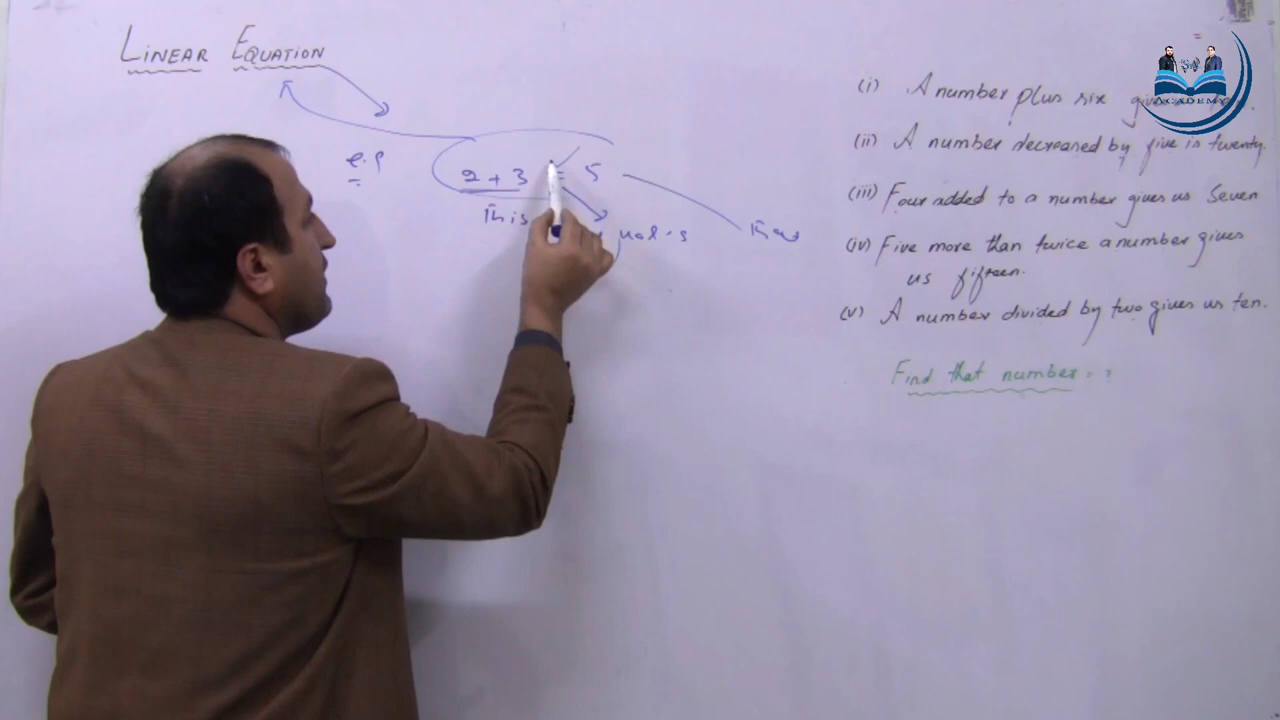 LINEAR EQUATION
e.g
2 + 3 = 5
This
(i) A number plus six
(ii) A number decreased by five is twenty.
(iii) Four added to a number gives us Seven
(iv) Five more than twice a number gives
us fifteen.
(v) A number divided by two gives us ten.
Find that number = ?
ACADEMY